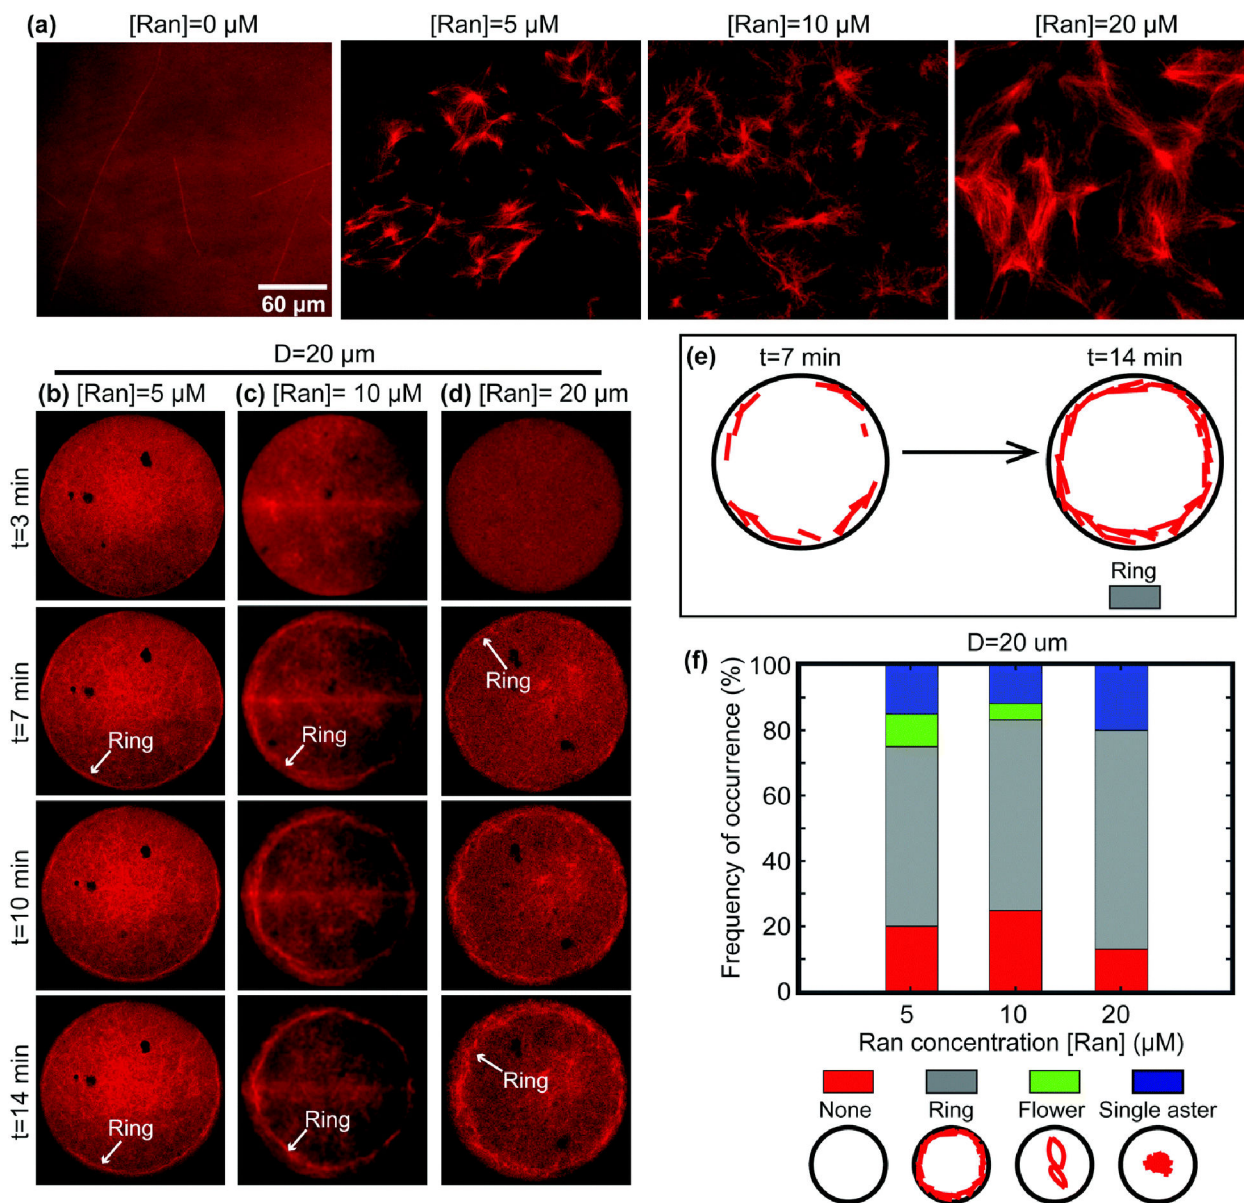 (a)
[Ran]=0 µM
[Ran]=5 µM
[Ran]=10 µM
[Ran]=20 µM
60 µm
D=20 µm
(b) [Ran]=5 µM
(c) [Ran]= 10 µM
(d) [Ran]= 20 µm
t=3 min
t=7 min
Ring
Ring
Ring
t=10 min
t=14 min
Ring
Ring
Ring
(e)
t=7 min
t=14 min
Ring
(f)
D=20 um
Frequency of occurrence (%)
100
80
60
40
20
0
5 10 20
Ran concentration [Ran] (µM)
None Ring Flower Single aster